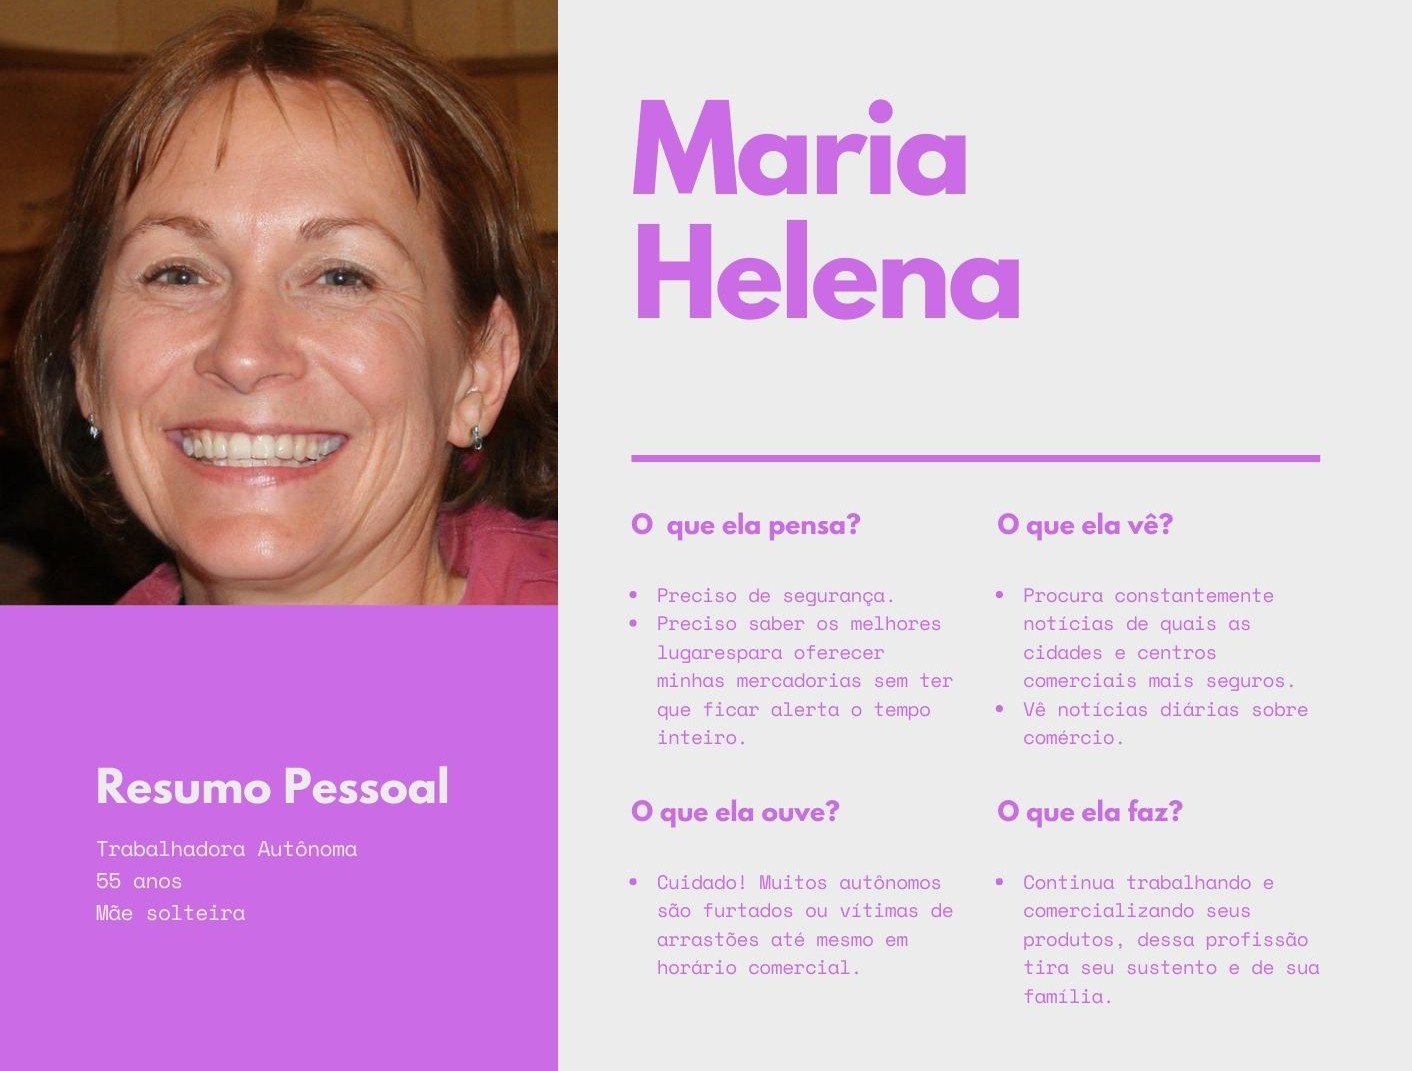 Maria
Helena
O que ela pensa?
Preciso de segurança.
Preciso saber os melhores
lugarespara oferecer
minhas mercadorias sem ter
que ficar alerta o tempo
inteiro.
O que ela vê?
Procura constantemente
notícias de quais as
cidades e centros
comerciais mais seguros.
Vê notícias diárias sobre
comércio.
O que ela ouve?
Cuidado! Muitos autônomos
são furtados ou vítimas de
arrastões até mesmo em
horário comercial.
O que ela faz?
Continua trabalhando e
comercializando seus
produtos, dessa profissão
tira seu sustento e de sua
família.
Resumo Pessoal
Trabalhadora Autônoma
55 anos
Mãe solteira